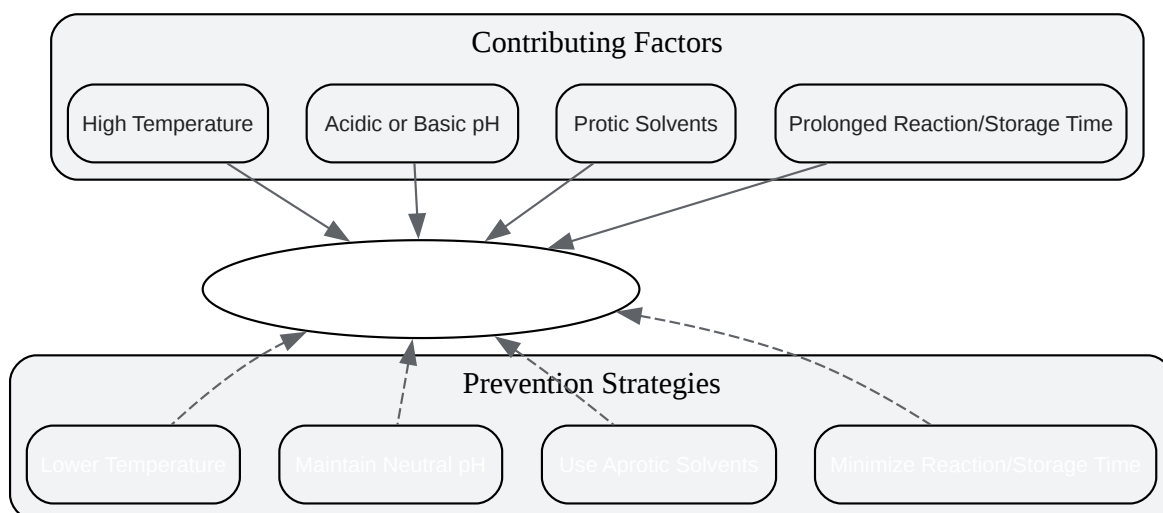 Contributing Factors
High Temperature
Acidic or Basic pH
Protic Solvents
Prolonged Reaction/Storage Time
Prevention Strategies
Lower Temperature
Maintain Neutral pH
Use Aprotic Solvents
Minimize Reaction/Storage Time